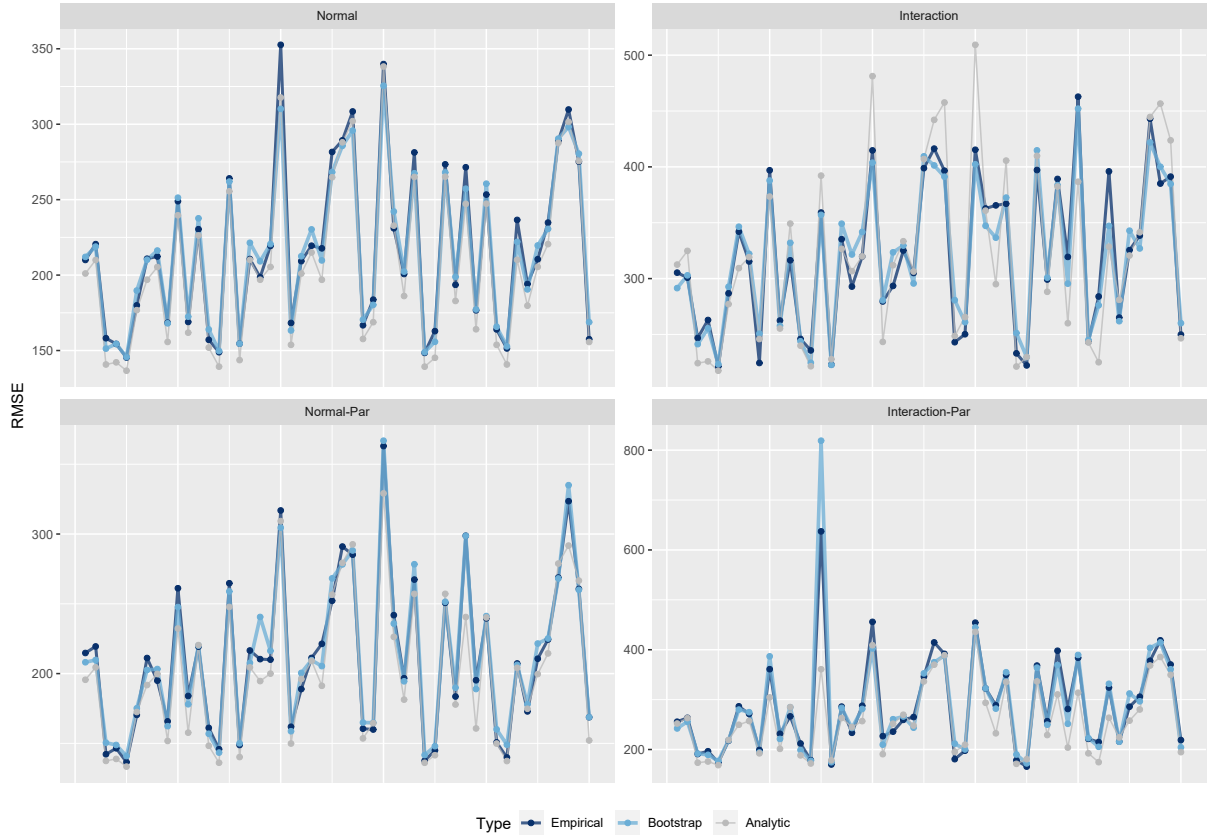 Normal
Interaction
350
300
250
200
150
500
400
300
RMSE
Normal-Par
Interaction-Par
300
200
800
600
400
200
Type Empirical Bootstrap Analytic